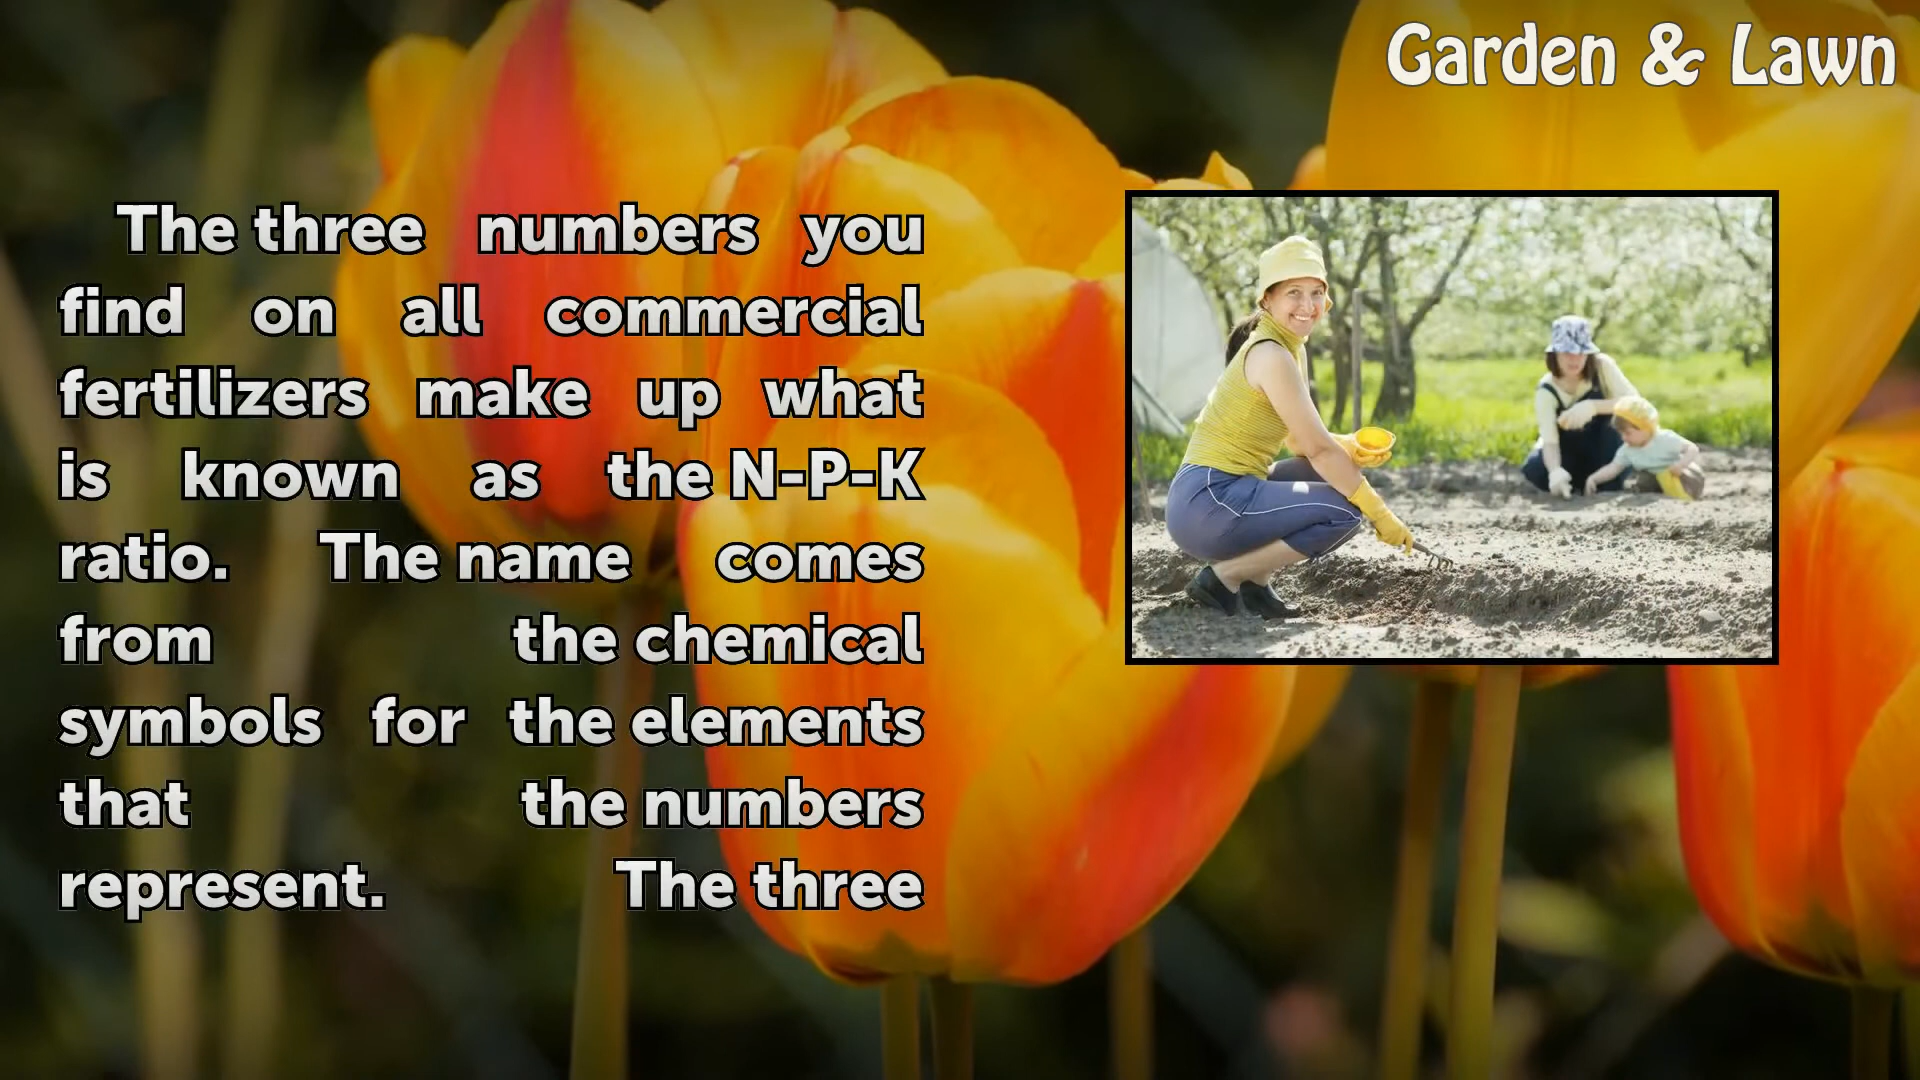 Garden & Lawn
The three numbers you
find on all commercial
fertilizers make up what
is known as the N-P-K
ratio. The name comes
from the chemical
symbols for the elements
that the numbers
represent. The three